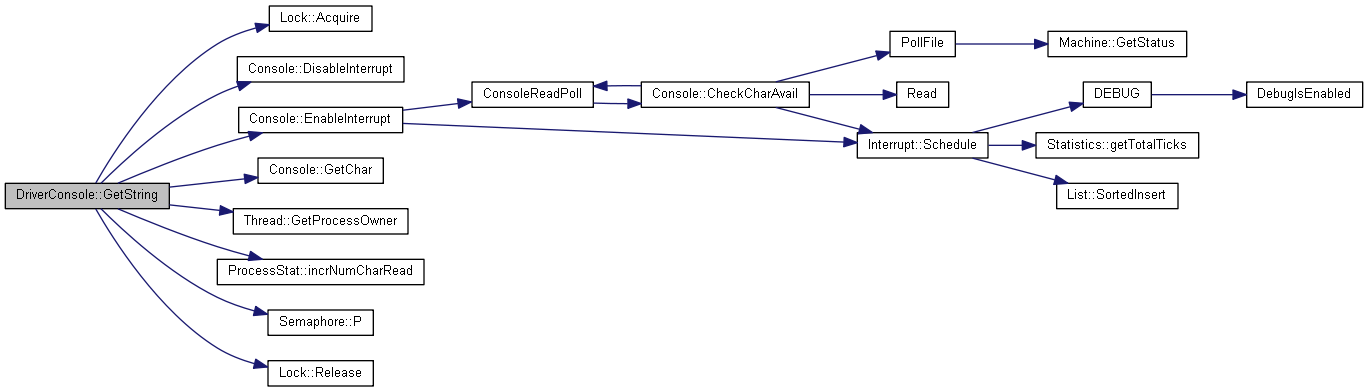 DriverConsole::GetString
Lock::Acquire
Console::DisableInterrupt
Console::EnableInterrupt
Console::GetChar
Thread::GetProcessOwner
ProcessStat::incrNumCharRead
Semaphore::P
Lock::Release
ConsoleReadPoll
Console::CheckCharAvail
PollFile
Read
Interrupt::Schedule
Machine::GetStatus
DEBUG
Statistics::getTotalTicks
List::SortedInsert
DebugIsEnabled